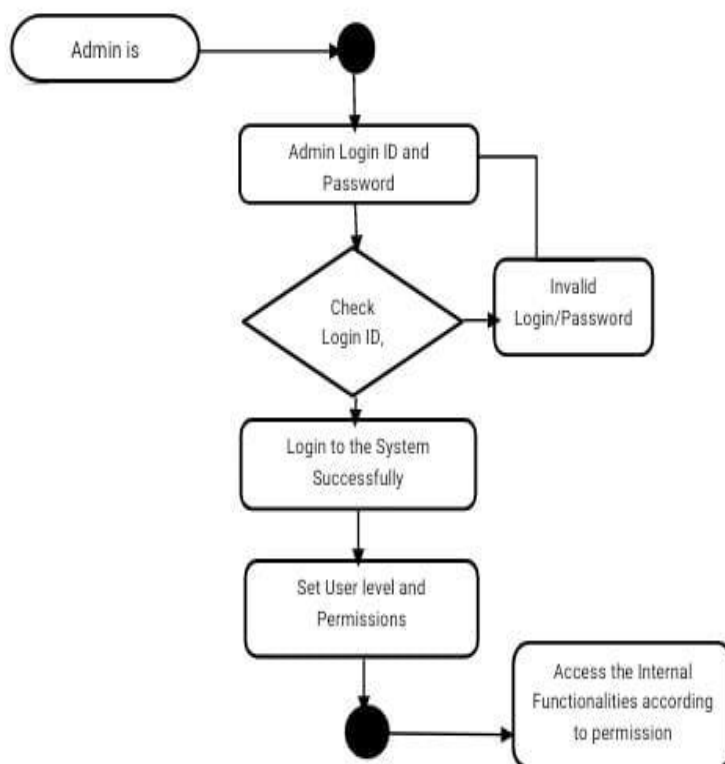 Admin is
Admin Login ID and
Password
Invalid
Login/Password
Check
Login ID,
Login to the System
Successfully
Set User level and
Permissions
Access the Internal
Functionalities according
to permission